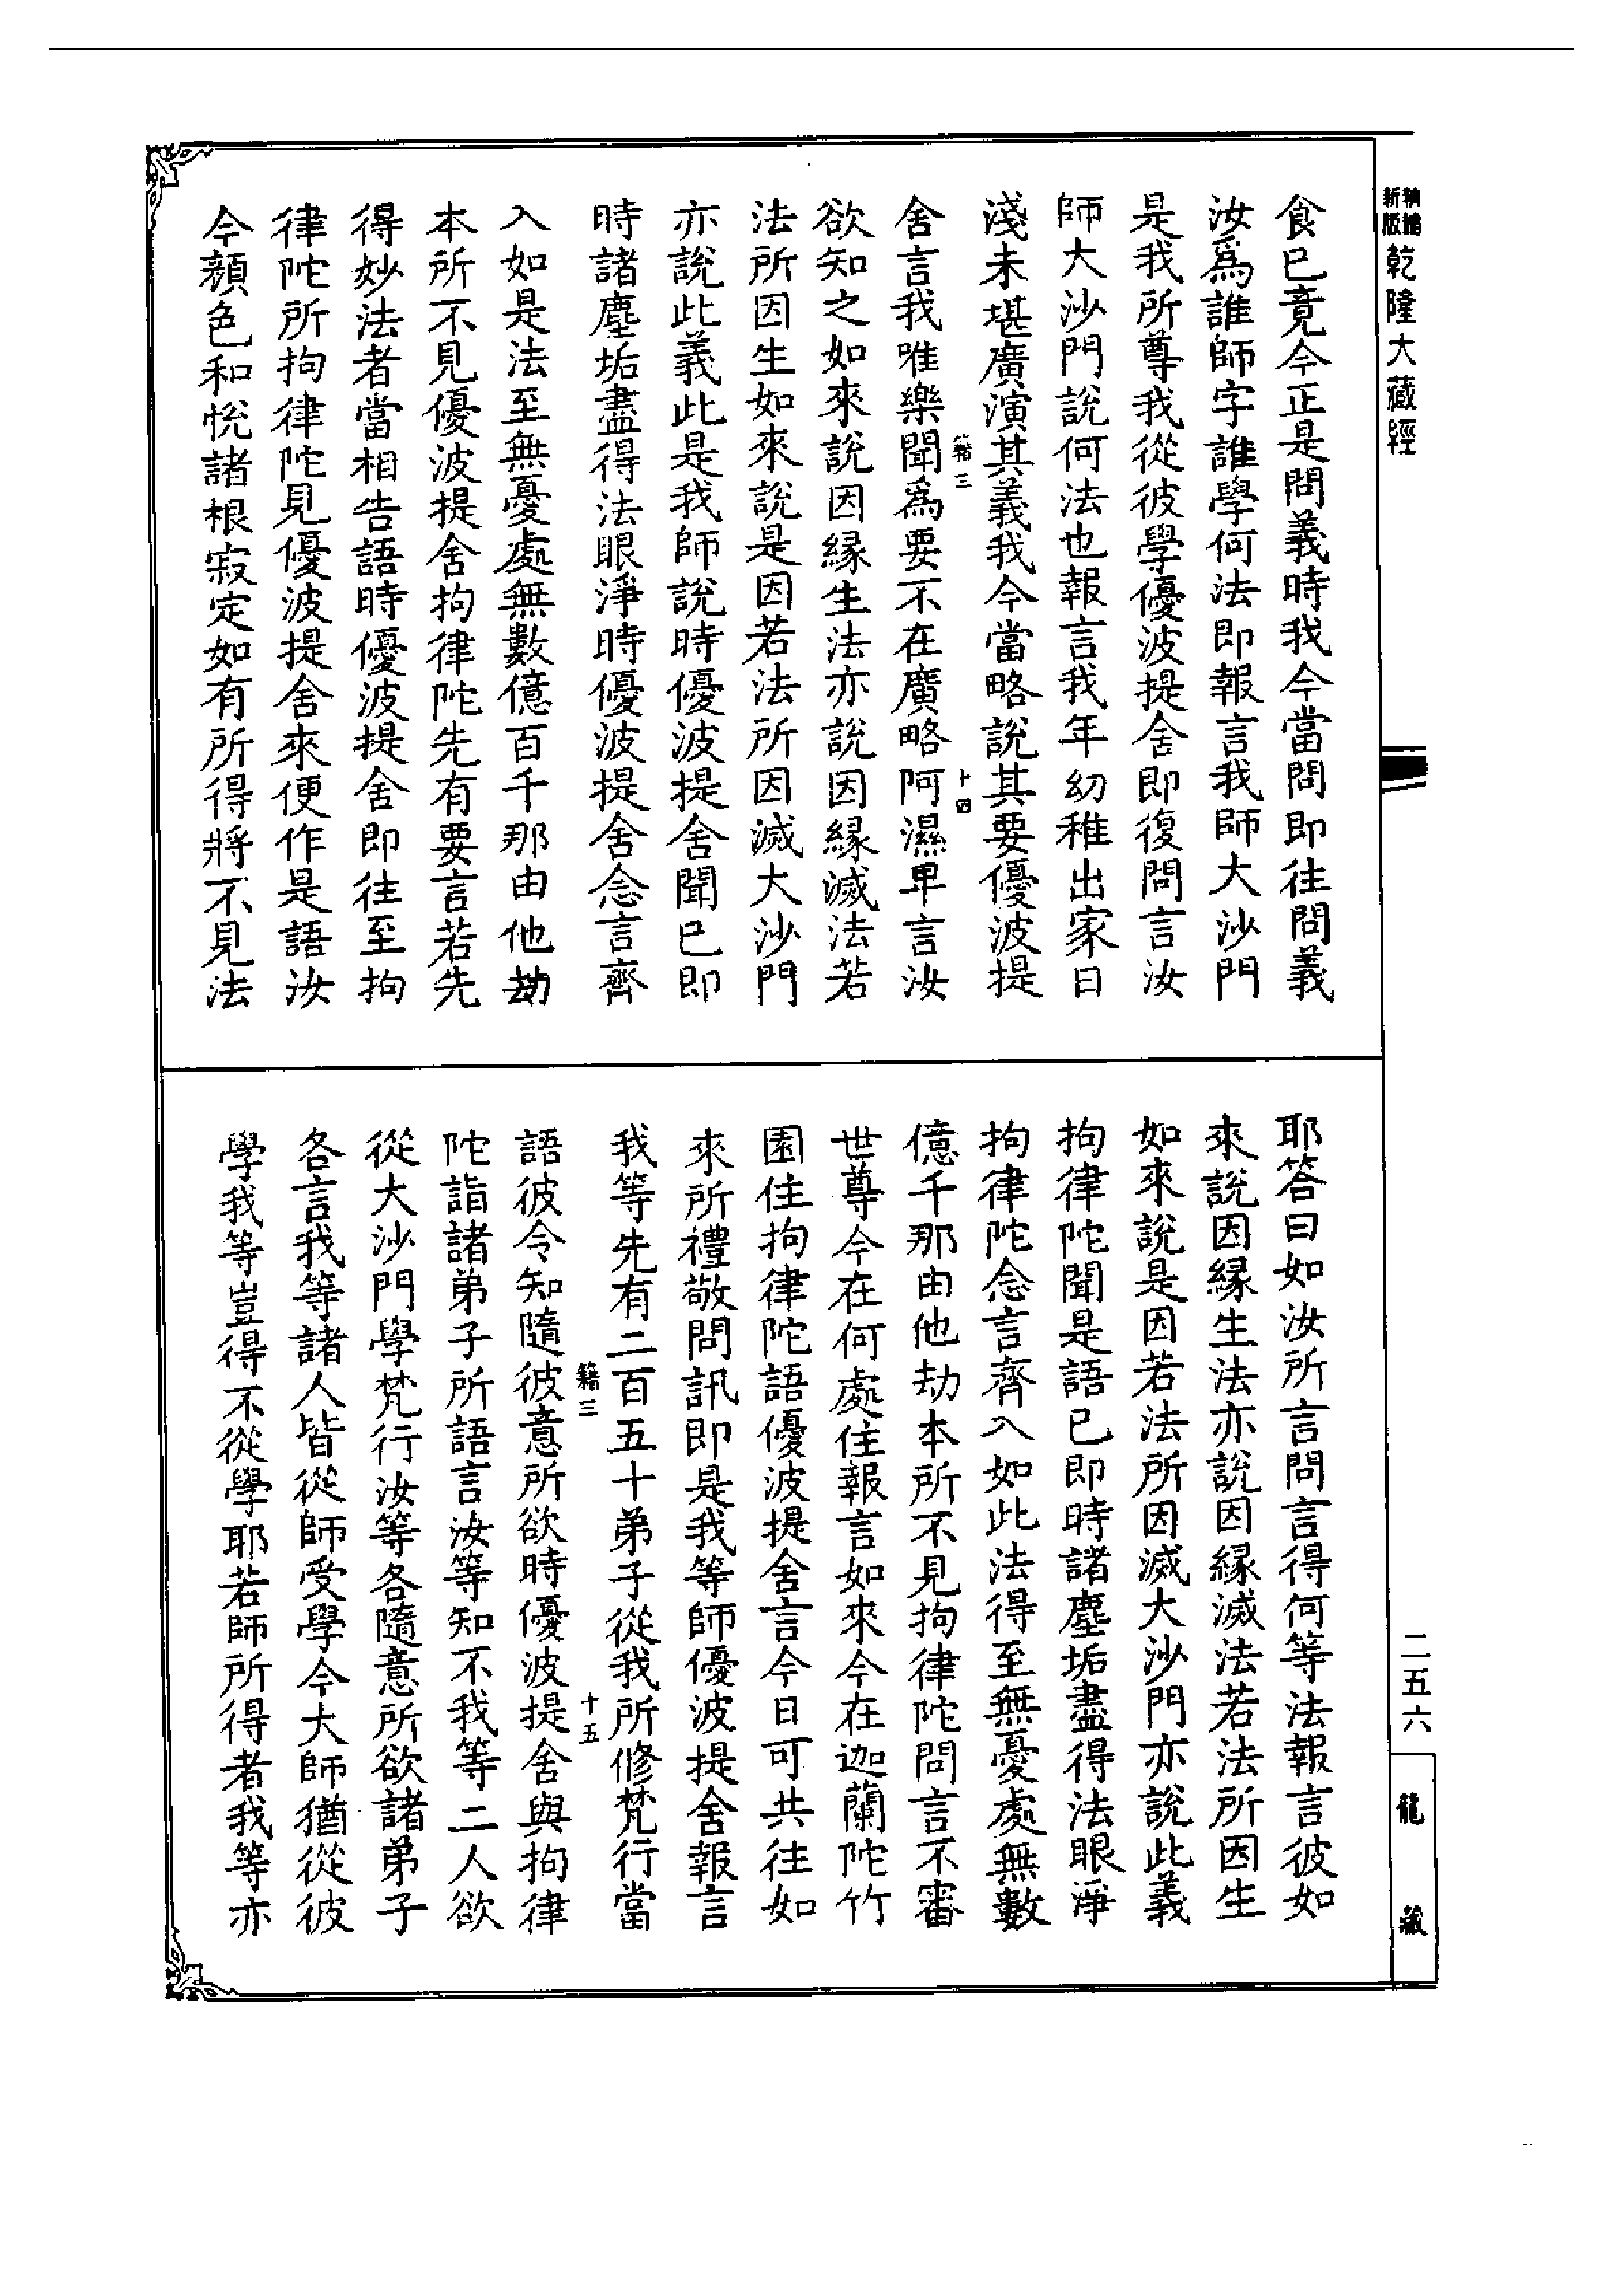 新版
精譌
乾隆大藏經
食已竟今正是問義時我今當問即往問義
汝爲誰師字誰學何法即報言我師大沙門
是我所尊我從彼學優波提舍即復問言汝
師大沙門說何法也報言我年幼稚出家日
淺未堪廣演其義我今當略說其要優波提
籍三
十四
舍言我唯樂聞爲要不在廣略阿濕卑言汝
欲知之如來說因緣生法亦說因緣滅法若
法所因生如來說是因若法所因滅大沙門
亦說此義此是我師說時優波提舍聞已即
時諸塵垢盡得法眼淨時優波提舍念言齊
入如是法至無憂處無數億百千那由他劫
本所不見優波提舍拘律陀先有要言若先
得妙法者當相告語時優波提舍即往至拘
律陀所拘律陀見優波提舍來便作是語汝
今顏色和悅諸根寂定如有所得將不見法
耶答曰如汝所言問言得何等法報言彼如
來說因緣生法亦說因緣滅法若法所因生
如來說是因若法所因滅大沙門亦說此義
拘律陀聞是語已即時諸塵垢盡得法眼淨
拘律陀念言齊入如此法得至無憂處無數
億千那由他劫本所不見拘律陀問言不審
世尊今在何處住報言如來今在迦蘭陀竹
園住拘律陀語優波提舍言今日可共往如
來所禮敬問訊即是我等師優波提舍報言
我等先有二百五十弟子從我所修梵行當
籍三
十五
語彼令知隨彼意所欲時優波提舍與拘律
陀詣諸弟子所語言汝等知不我等二人欲
從大沙門學梵行汝等各隨意所欲諸弟子
各言我等諸人皆從師受學今大師猶從彼
學我等豈得不從學耶若師所得者我等亦
二五六
龍藏